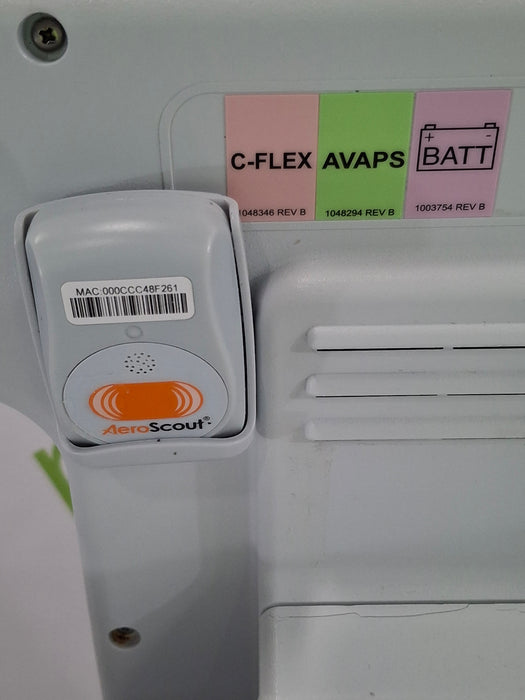 C-FLEX AVAPS BATT
1048346 REV B 1048294 REV B 1003754 REV B
MAC:000CCC48F261
AeroScout®